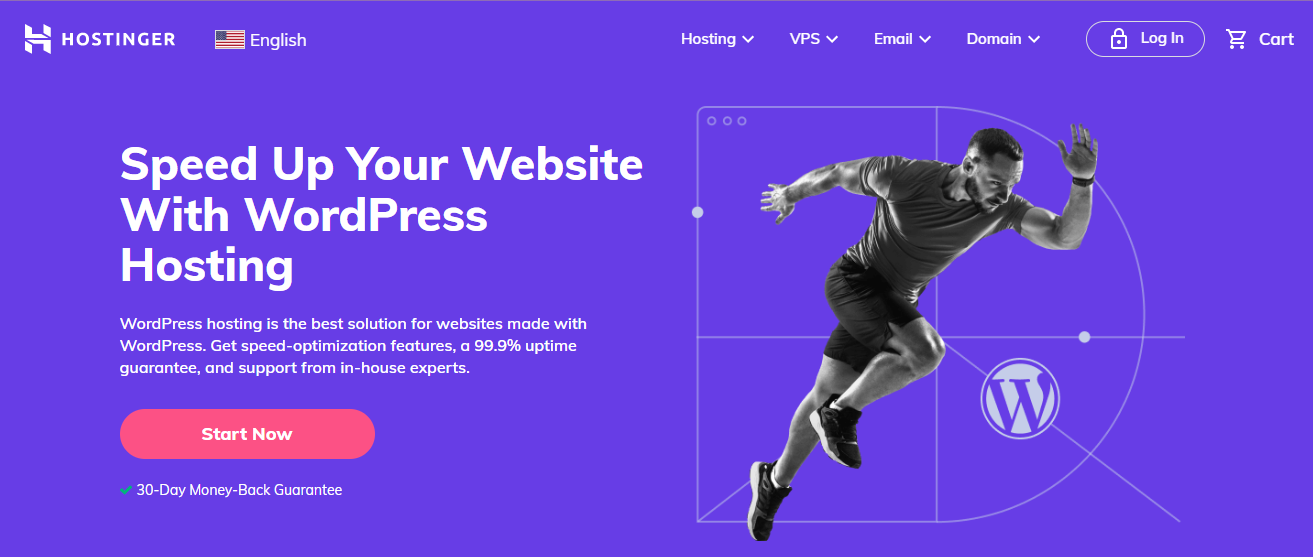 HOSTINGER
English
Hosting
VPS
Email
Domain
Log In
Cart
Speed Up Your Website
With WordPress
Hosting
WordPress hosting is the best solution for websites made with
WordPress. Get speed-optimization features, a 99.9% uptime
guarantee, and support from in-house experts.
Start Now
30-Day Money-Back Guarantee
W